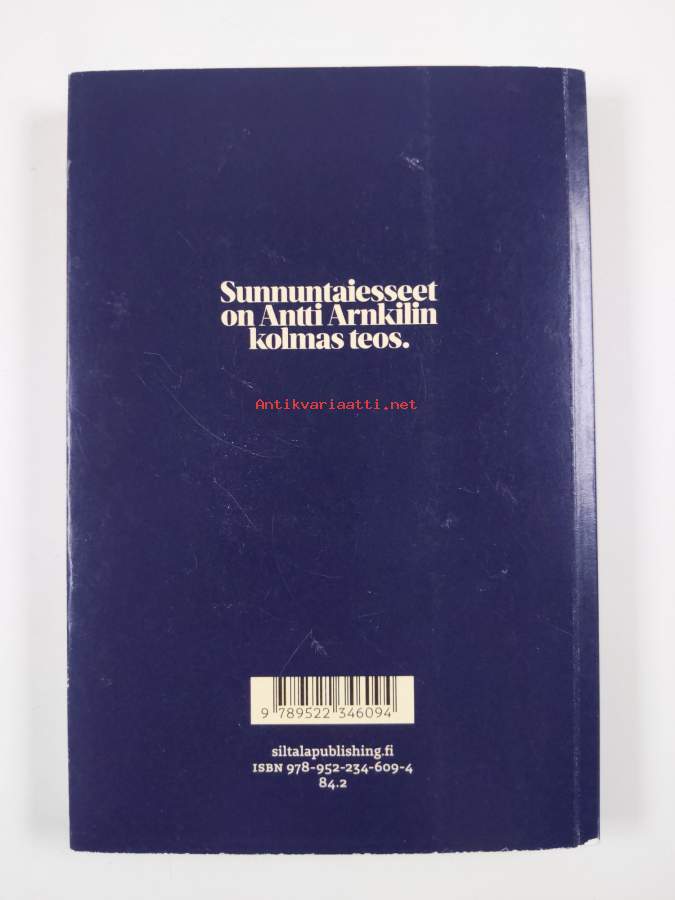 Sunnuntaiesseet
on Antti Arnkilin
kolmas teos.
Antikvariaatti.net
9 789522 346094
siltalapublishing.fi
ISBN 978-952-234-609-4
84.2